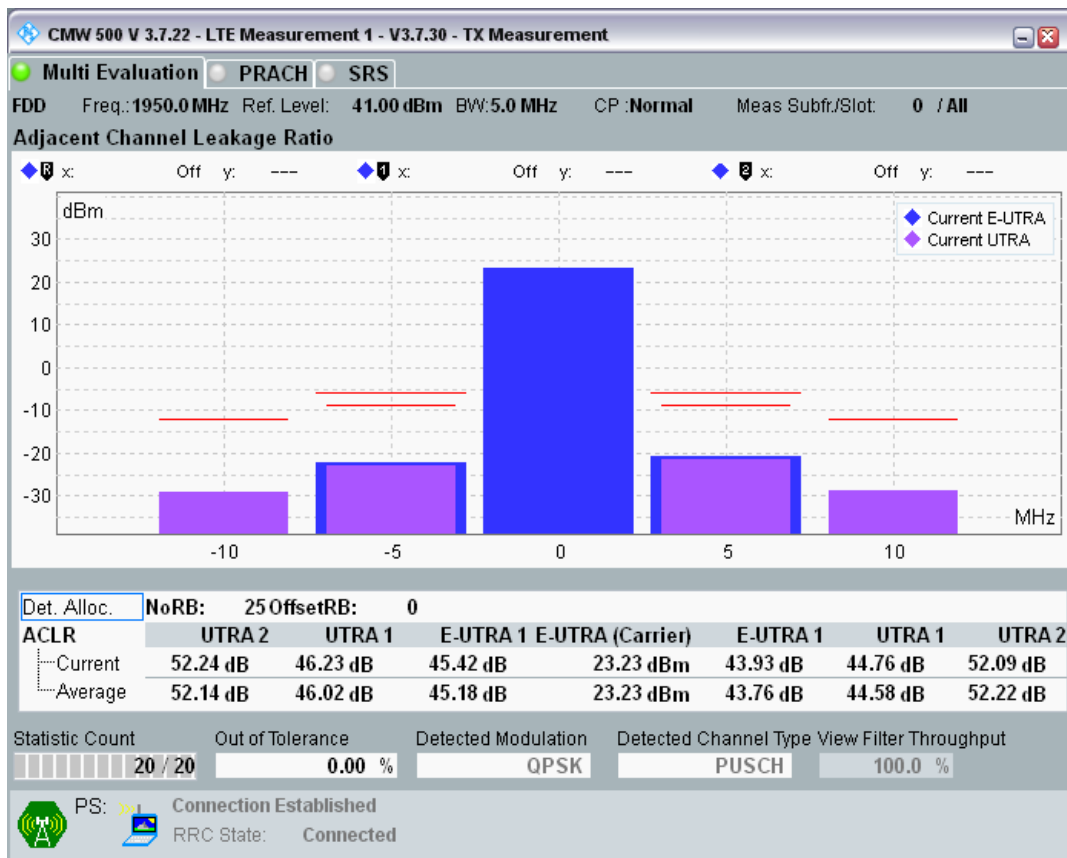 CMW 500 V 3.7.22 - LTE Measurement 1 - V3.7.30 - TX Measurement
Multi Evaluation PRACH SRS
FDD Freq.: 1950.0 MHz Ref. Level: 41.00 dBm BW: 5.0 MHz CP : Normal Meas Subfr./Slot: 0 / All
Adjacent Channel Leakage Ratio
R x: Off y: --- 1 x: Off y: --- 2 x: Off y: ---
dBm
Current E-UTRA
Current UTRA
30
20
10
0
-10
-20
-30
MHz
-10 -5 0 5 10
Det. Alloc. NoRB: 25 OffsetRB: 0
ACLR UTRA 2 UTRA 1 E-UTRA 1 E-UTRA (Carrier) E-UTRA 1 UTRA 1 UTRA 2
Current 52.24 dB 46.23 dB 45.42 dB 23.23 dBm 43.93 dB 44.76 dB 52.09 dB
Average 52.14 dB 46.02 dB 45.18 dB 23.23 dBm 43.76 dB 44.58 dB 52.22 dB
Statistic Count Out of Tolerance Detected Modulation Detected Channel Type View Filter Throughput
20 / 20 0.00 % QPSK PUSCH 100.0 %
PS: Connection Established
RRC State: Connected